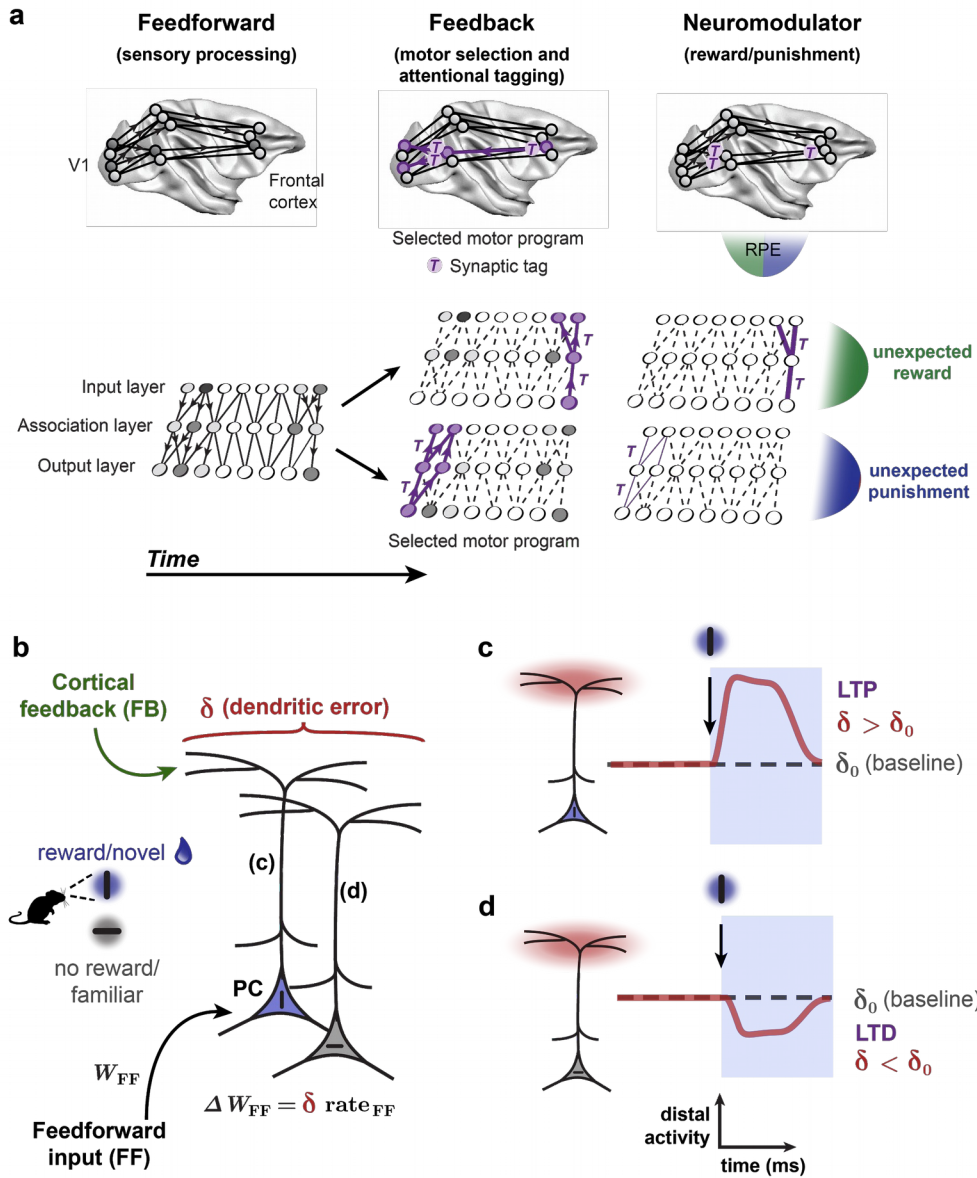 a
Feedforward
(sensory processing)
Feedback
(motor selection and
attentional tagging)
Neuromodulator
(reward/punishment)
V1
Frontal
cortex
T
T
T
T
T
T
Selected motor program
T Synaptic tag
RPE
Input layer
Association layer
Output layer
T
T
T
T
unexpected
reward
T
T
T
T
unexpected
punishment
Selected motor program
Time
b
Cortical
feedback (FB)
δ (dendritic error)
(c)
(d)
reward/novel
no reward/
familiar
PC
W_FF
ΔW_FF = δ rate_FF
Feedforward
input (FF)
c
LTP
δ > δ₀
δ₀ (baseline)
d
δ₀ (baseline)
LTD
δ < δ₀
distal
activity
time (ms)